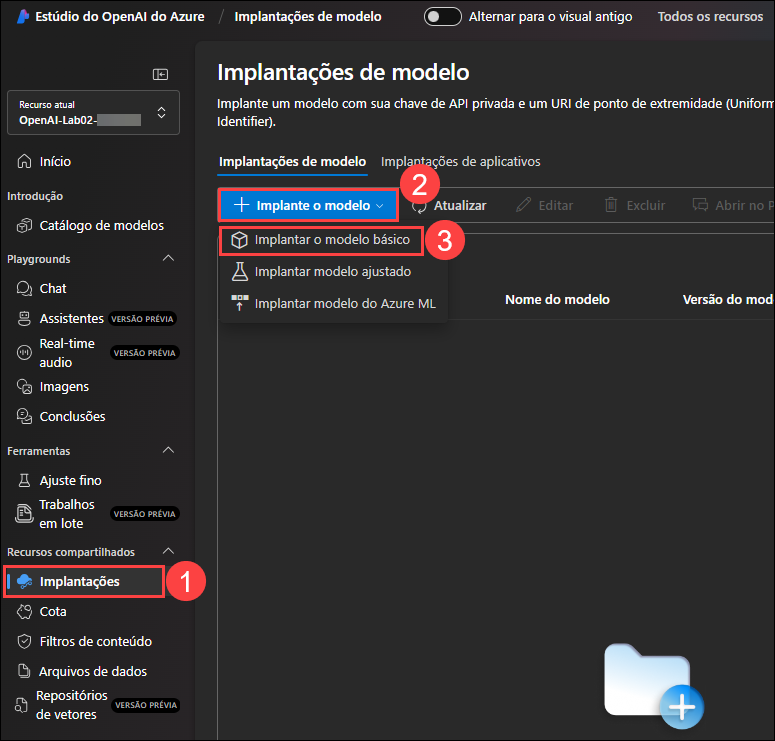 Estúdio do OpenAI do Azure / Implantações de modelo Alternar para o visual antigo Todos os recursos
Recurso atual
OpenAI-Lab02-
Início
Introdução
Catálogo de modelos
Playgrounds
Chat
Assistentes VERSÃO PRÉVIA
Real-time
audio
VERSÃO PRÉVIA
Imagens
Conclusões
Ferramentas
Ajuste fino
Trabalhos
em lote
VERSÃO PRÉVIA
Recursos compartilhados
Implantações
1
Cota
Filtros de conteúdo
Arquivos de dados
Repositórios
de vetores
VERSÃO PRÉVIA
Implantações de modelo
Implante um modelo com sua chave de API privada e um URI de ponto de extremidade (Uniform
Identifier).
Implantações de modelo Implantações de aplicativos
Implante o modelo 2 Atualizar Editar Excluir Abrir no P
Implantar o modelo básico 3
Implantar modelo ajustado
Implantar modelo do Azure ML
Nome do modelo Versão do mod